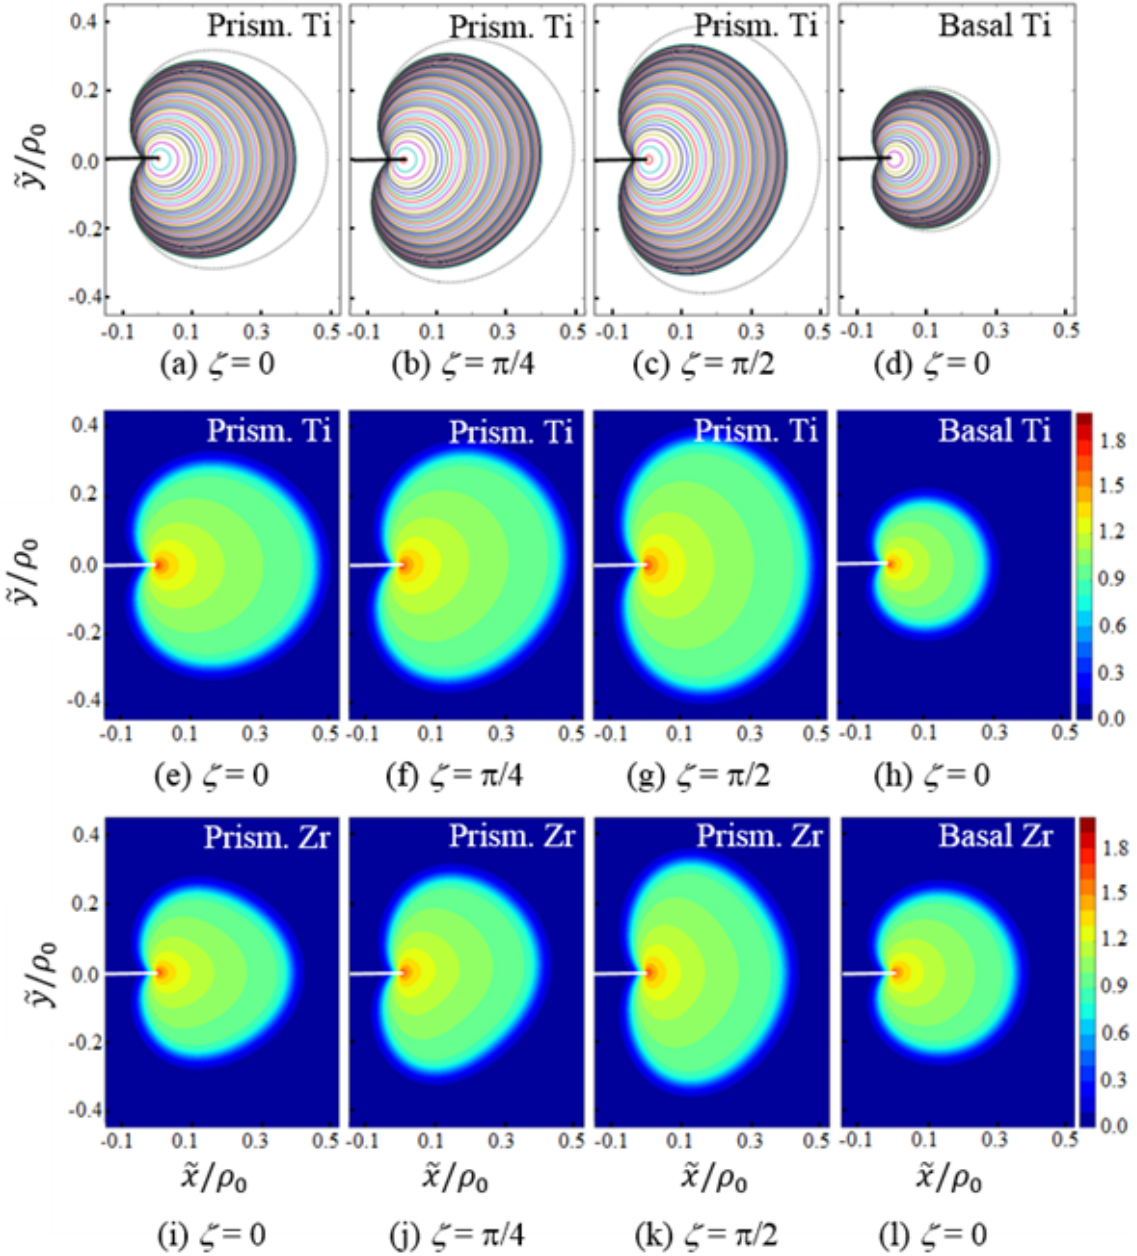 Prism. Ti Prism. Ti Prism. Ti Basal Ti
0.4
0.2
0.0
-0.2
-0.4
ỹ/ρ₀
-0.1 0.1 0.3 0.5 -0.1 0.1 0.3 0.5 -0.1 0.1 0.3 0.5 -0.1 0.1 0.3 0.5
(a) ζ = 0 (b) ζ = π/4 (c) ζ = π/2 (d) ζ = 0
Prism. Ti Prism. Ti Prism. Ti Basal Ti
0.4
0.2
0.0
-0.2
-0.4
ỹ/ρ₀
1.8
1.5
1.2
0.9
0.6
0.3
0.0
-0.1 0.1 0.3 0.5 -0.1 0.1 0.3 0.5 -0.1 0.1 0.3 0.5 -0.1 0.1 0.3 0.5
(e) ζ = 0 (f) ζ = π/4 (g) ζ = π/2 (h) ζ = 0
Prism. Zr Prism. Zr Prism. Zr Basal Zr
0.4
0.2
0.0
-0.2
-0.4
ỹ/ρ₀
1.8
1.5
1.2
0.9
0.6
0.3
0.0
-0.1 0.1 0.3 0.5 -0.1 0.1 0.3 0.5 -0.1 0.1 0.3 0.5 -0.1 0.1 0.3 0.5
x̃/ρ₀ x̃/ρ₀ x̃/ρ₀ x̃/ρ₀
(i) ζ = 0 (j) ζ = π/4 (k) ζ = π/2 (l) ζ = 0